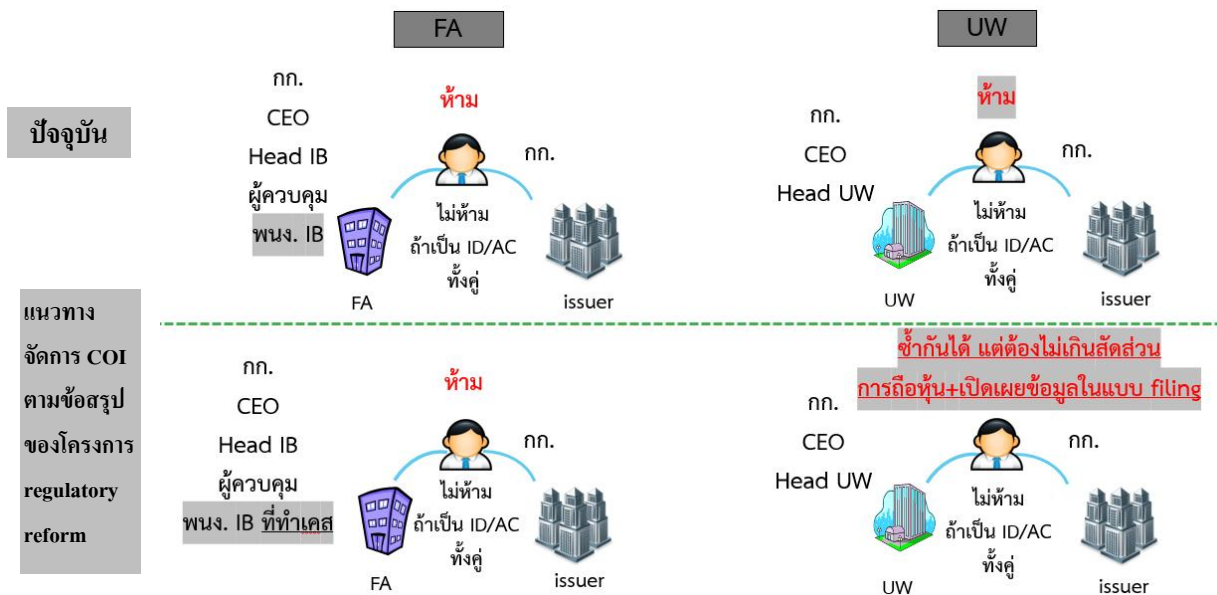 FA
UW
ปัจจุบัน
กก.
CEO
Head IB
ผู้ควบคุม
พนง. IB
ห้าม
กก.
ไม่ห้าม
ถ้าเป็น ID/AC
ทั้งคู่
FA
issuer
กก.
CEO
Head UW
ห้าม
กก.
ไม่ห้าม
ถ้าเป็น ID/AC
ทั้งคู่
UW
issuer
แนวทาง
จัดการ COI
ตามข้อสรุป
ของโครงการ
regulatory
reform
กก.
CEO
Head IB
ผู้ควบคุม
พนง. IB ที่ทำเคส
ห้าม
กก.
ไม่ห้าม
ถ้าเป็น ID/AC
ทั้งคู่
FA
issuer
ซ้ำกันได้ แต่ต้องไม่เกินสัดส่วน
การถือหุ้น+เปิดเผยข้อมูลในแบบ filing
กก.
CEO
Head UW
กก.
ไม่ห้าม
ถ้าเป็น ID/AC
ทั้งคู่
UW
issuer